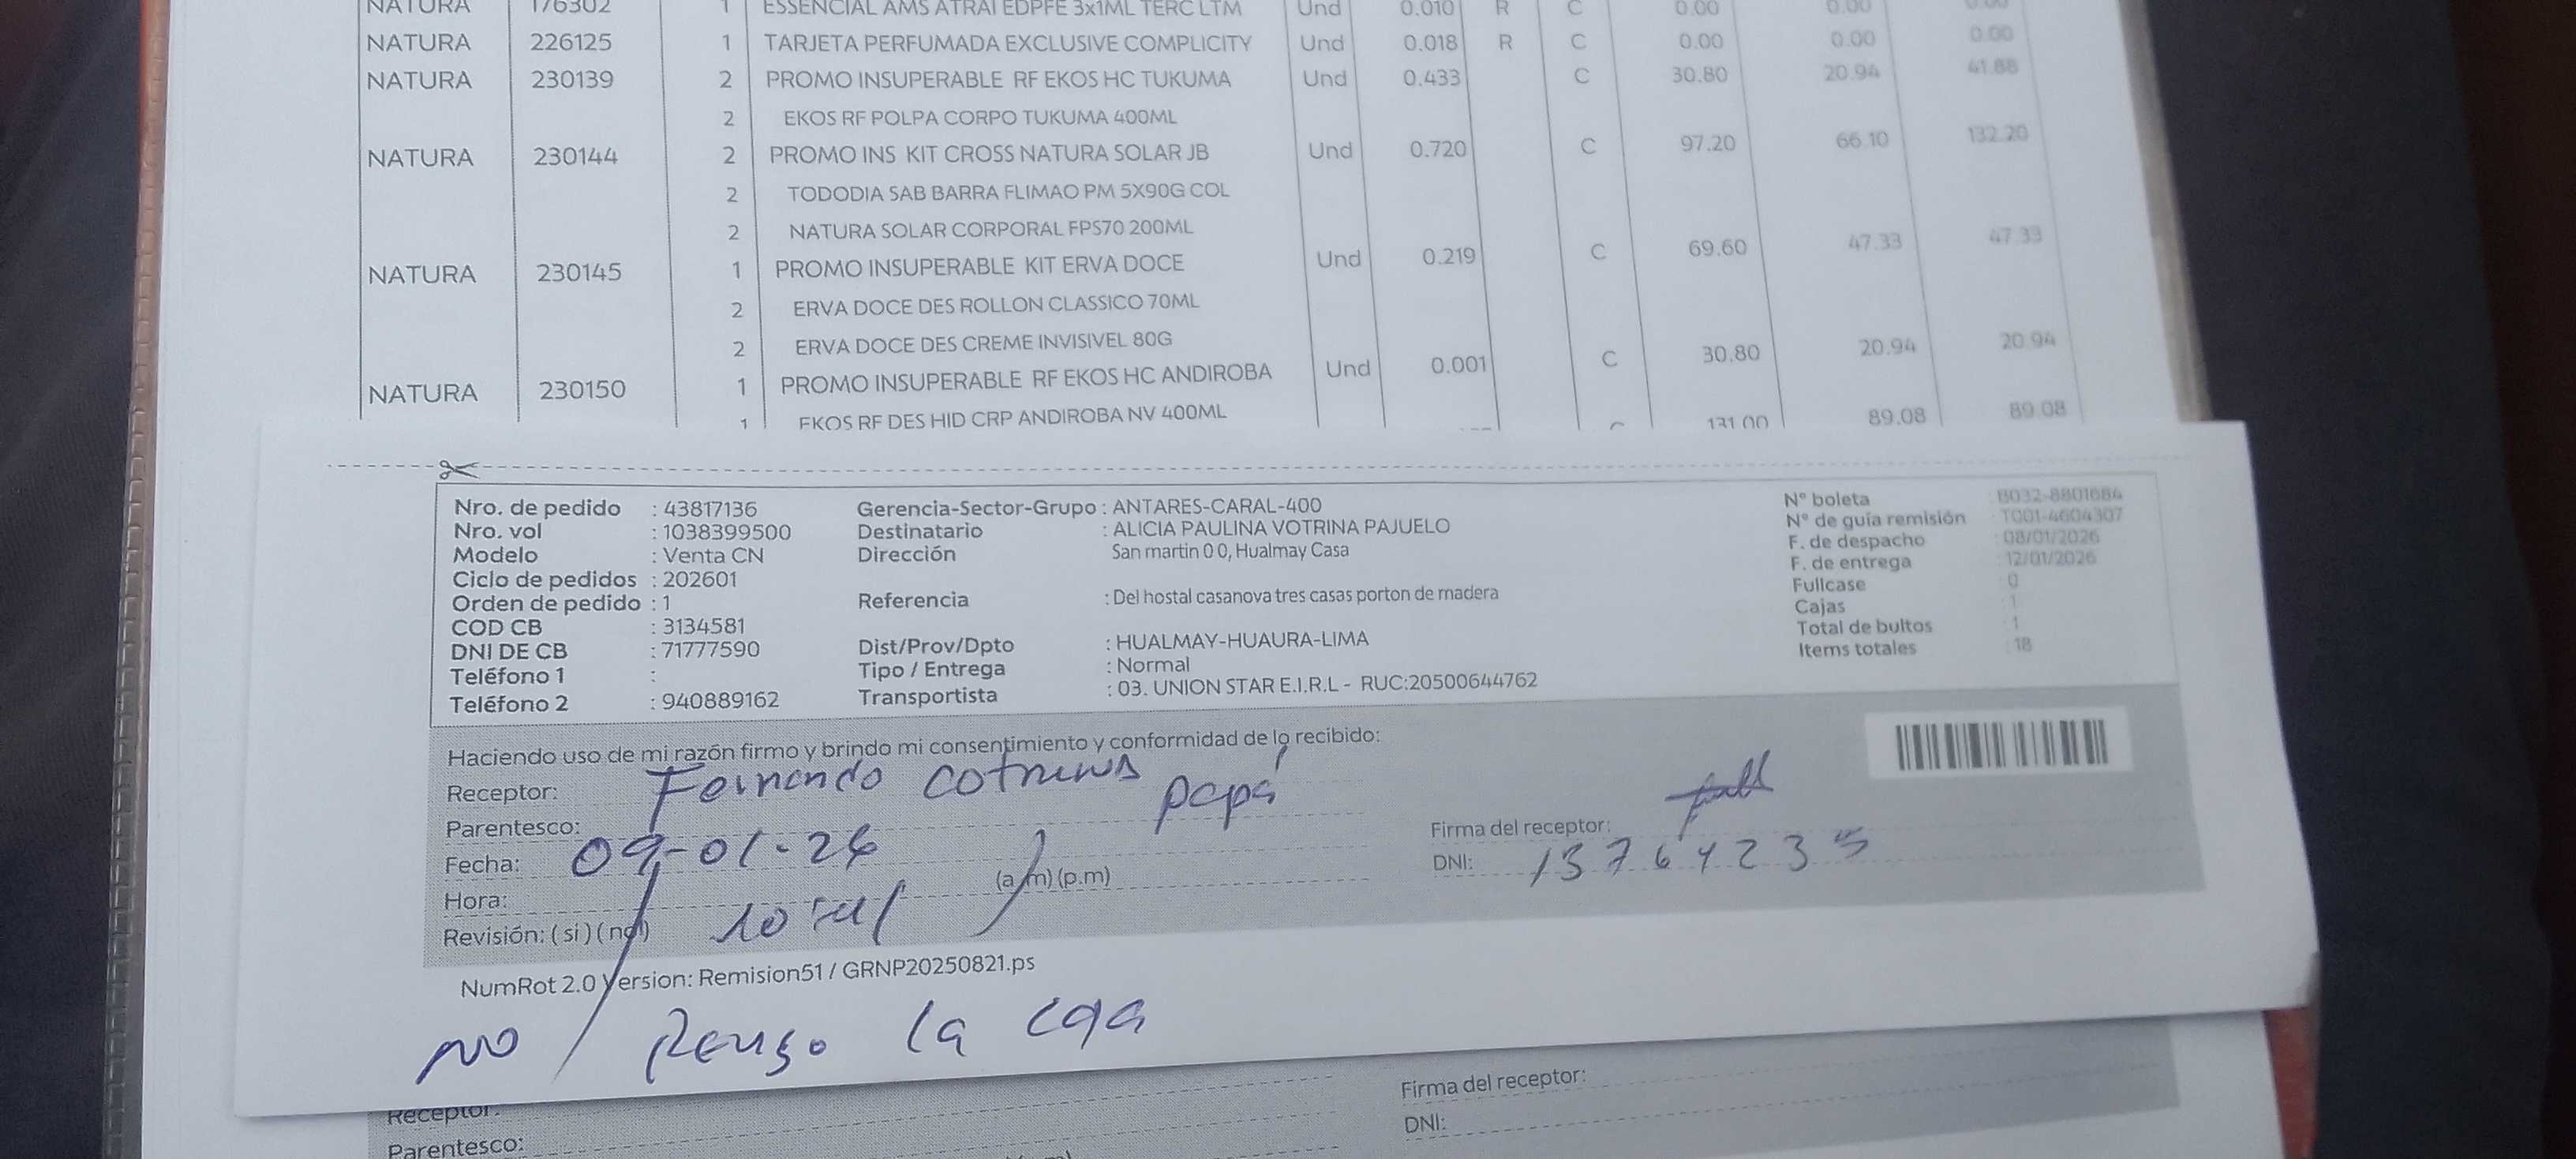 NATURA 176302 1 ESSENCIAL AMS ATRAI EDPFE 3x1ML TERC LTM Und 0.010 R C 0.00 0.00 0.00
NATURA 226125 1 TARJETA PERFUMADA EXCLUSIVE COMPLICITY Und 0.018 R C 0.00 0.00 0.00
NATURA 230139 2 PROMO INSUPERABLE RF EKOS HC TUKUMA Und 0.433 C 30.80 20.94 41.88
2 EKOS RF POLPA CORPO TUKUMA 400ML
NATURA 230144 2 PROMO INS KIT CROSS NATURA SOLAR JB Und 0.720 C 97.20 66.10 132.20
2 TODODIA SAB BARRA FLIMAO PM 5X90G COL
2 NATURA SOLAR CORPORAL FPS70 200ML
NATURA 230145 1 PROMO INSUPERABLE KIT ERVA DOCE Und 0.219 C 69.60 47.33 47.33
2 ERVA DOCE DES ROLLON CLASSICO 70ML
2 ERVA DOCE DES CREME INVISIVEL 80G
NATURA 230150 1 PROMO INSUPERABLE RF EKOS HC ANDIROBA Und 0.001 C 30.80 20.94 20.94
1 EKOS RF DES HID CRP ANDIROBA NV 400ML C 131.00 89.08 89.08
Nro. de pedido : 43817136 Gerencia-Sector-Grupo : ANTARES-CARAL-400 N° boleta : B032-8801684
Nro. vol : 1038399500 Destinatario : ALICIA PAULINA VOTRINA PAJUELO N° de guía remisión : T001-4604307
Modelo : Venta CN Dirección San martin 0 0, Hualmay Casa F. de despacho : 08/01/2026
Ciclo de pedidos : 202601 F. de entrega : 12/01/2026
Orden de pedido : 1 Referencia : Del hostal casanova tres casas porton de madera Fullcase : 0
COD CB : 3134581 Cajas : 1
DNI DE CB : 71777590 Dist/Prov/Dpto : HUALMAY-HUAURA-LIMA Total de bultos : 1
Teléfono 1 : Tipo / Entrega : Normal Items totales : 18
Teléfono 2 : 940889162 Transportista : 03. UNION STAR E.I.R.L - RUC:20500644762
Haciendo uso de mi razón firmo y brindo mi consentimiento y conformidad de lo recibido:
Receptor: Fernando
Parentesco: papá Firma del receptor:
Fecha: 09-01-26 DNI: 15764235
Hora: (a.m) (p.m)
Revisión: ( si ) ( no )
NumRot 2.0 Version: Remision51 / GRNP20250821.ps
NO la
Receptor: Firma del receptor:
Parentesco: DNI: